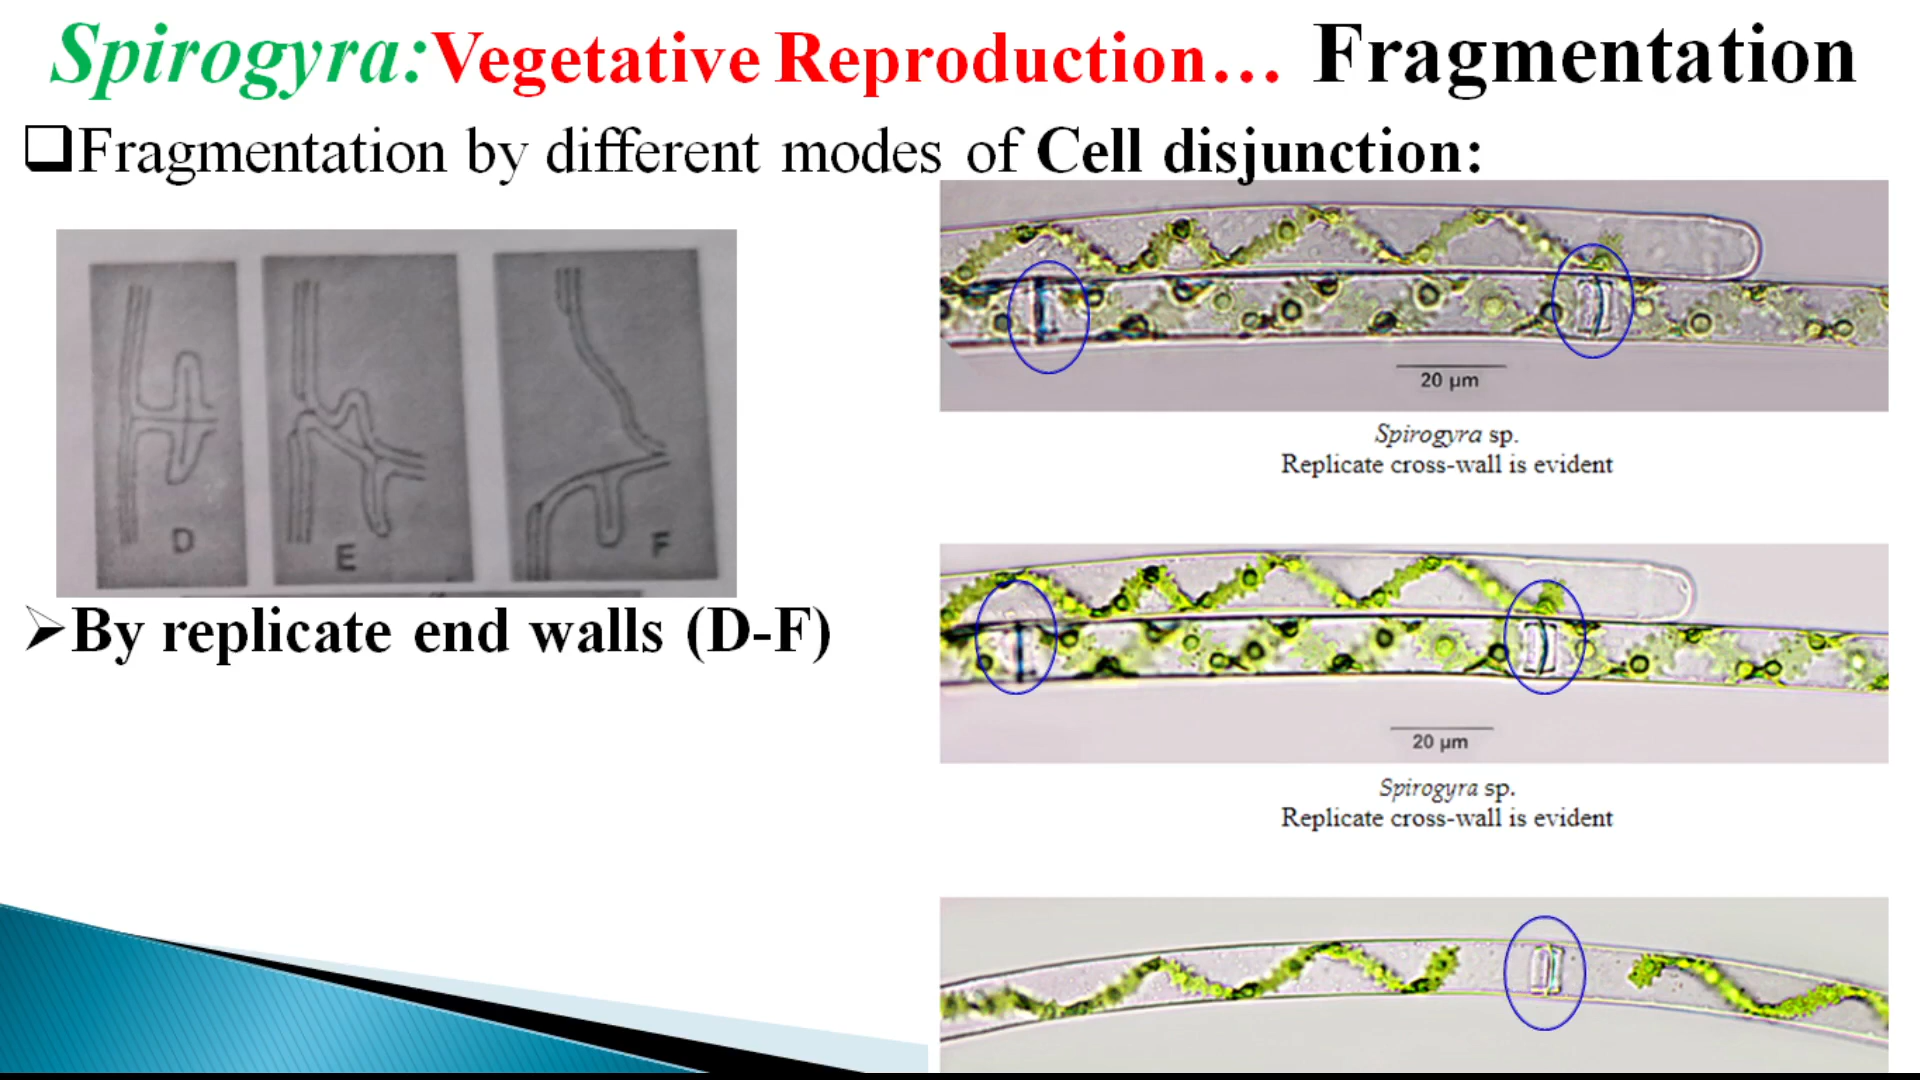 Spirogyra:Vegetative Reproduction… Fragmentation
Fragmentation by different modes of Cell disjunction:
D
E
F
By replicate end walls (D-F)
20 µm
Spirogyra sp.
Replicate cross-wall is evident
20 µm
Spirogyra sp.
Replicate cross-wall is evident